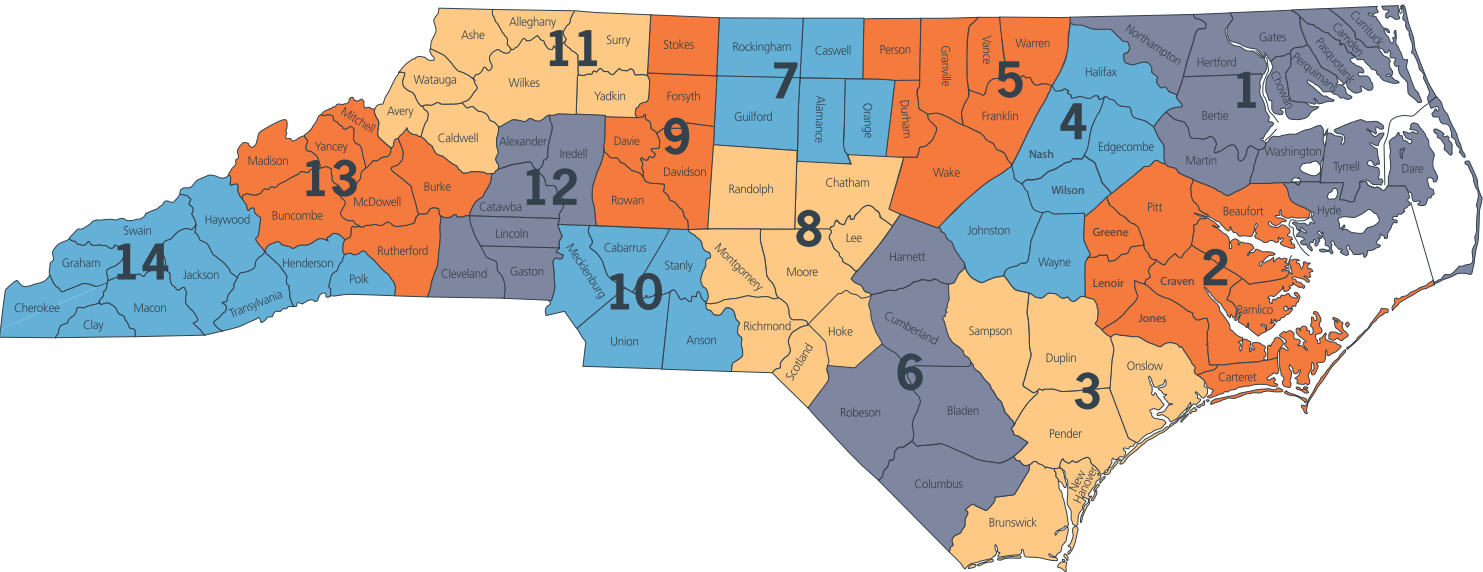 Ashe
Alleghany
Surry
11
Watauga
Wilkes
Yadkin
Avery
Caldwell
Stokes
Forsyth
Davie
9
Davidson
Rowan
Rockingham
Caswell
7
Guilford
Alamance
Orange
Person
Granville
Vance
Warren
5
Durham
Franklin
Wake
Halifax
4
Nash
Edgecombe
Wilson
Johnston
Wayne
Northampton
Gates
Hertford
Currituck
Camden
Pasquotank
Perquimans
Chowan
1
Bertie
Martin
Washington
Tyrrell
Dare
Hyde
Mitchell
Yancey
Madison
13
Burke
McDowell
Buncombe
Rutherford
Alexander
Iredell
12
Catawba
Lincoln
Cleveland
Gaston
Haywood
Swain
Graham
14
Jackson
Henderson
Polk
Transylvania
Cherokee
Macon
Clay
Mecklenburg
Cabarrus
Stanly
10
Union
Anson
Randolph
Chatham
8
Lee
Montgomery
Moore
Richmond
Hoke
Scotland
Harnett
Cumberland
6
Robeson
Bladen
Columbus
Pitt
Beaufort
Greene
2
Lenoir
Craven
Pamlico
Jones
Carteret
Sampson
Duplin
Onslow
3
Pender
New
Hanover
Brunswick